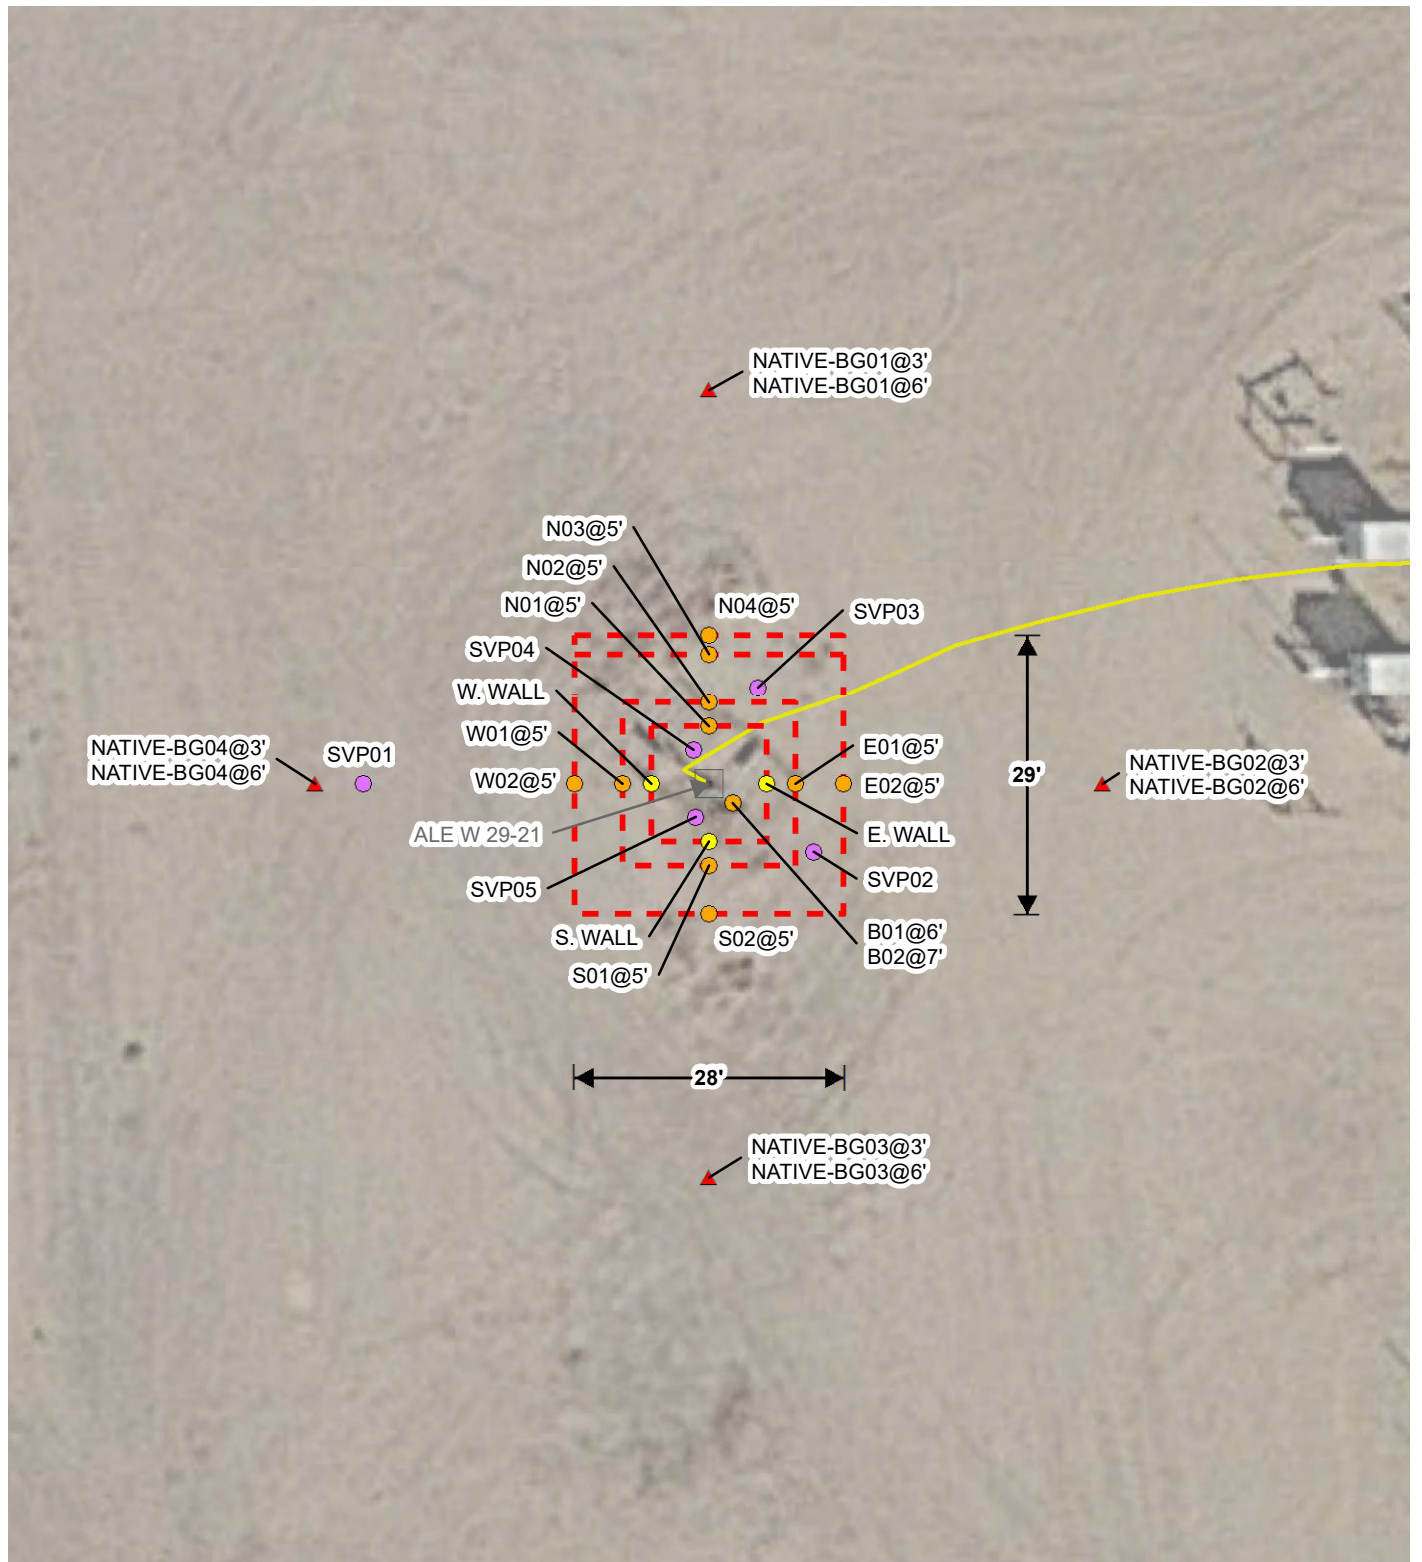 NATIVE-BG01@3'
NATIVE-BG01@6'
N03@5'
N02@5'
N01@5'
N04@5'
SVP03
SVP04
W. WALL
W01@5'
E01@5'
NATIVE-BG04@3'
NATIVE-BG04@6'
SVP01
W02@5'
E02@5'
29'
NATIVE-BG02@3'
NATIVE-BG02@6'
ALE W 29-21
E. WALL
SVP05
SVP02
S. WALL
S02@5'
B01@6'
B02@7'
S01@5'
28'
NATIVE-BG03@3'
NATIVE-BG03@6'